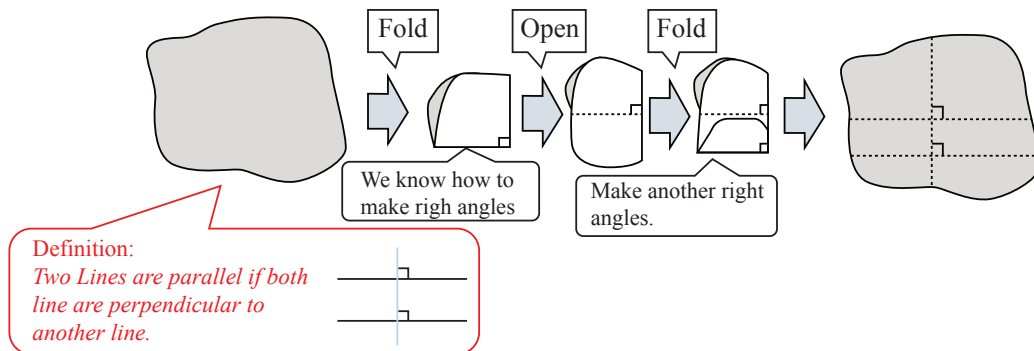 Fold
Open
Fold
We know how to
make righ angles
Make another right
angles.
Definition:
Two Lines are parallel if both
line are perpendicular to
another line.